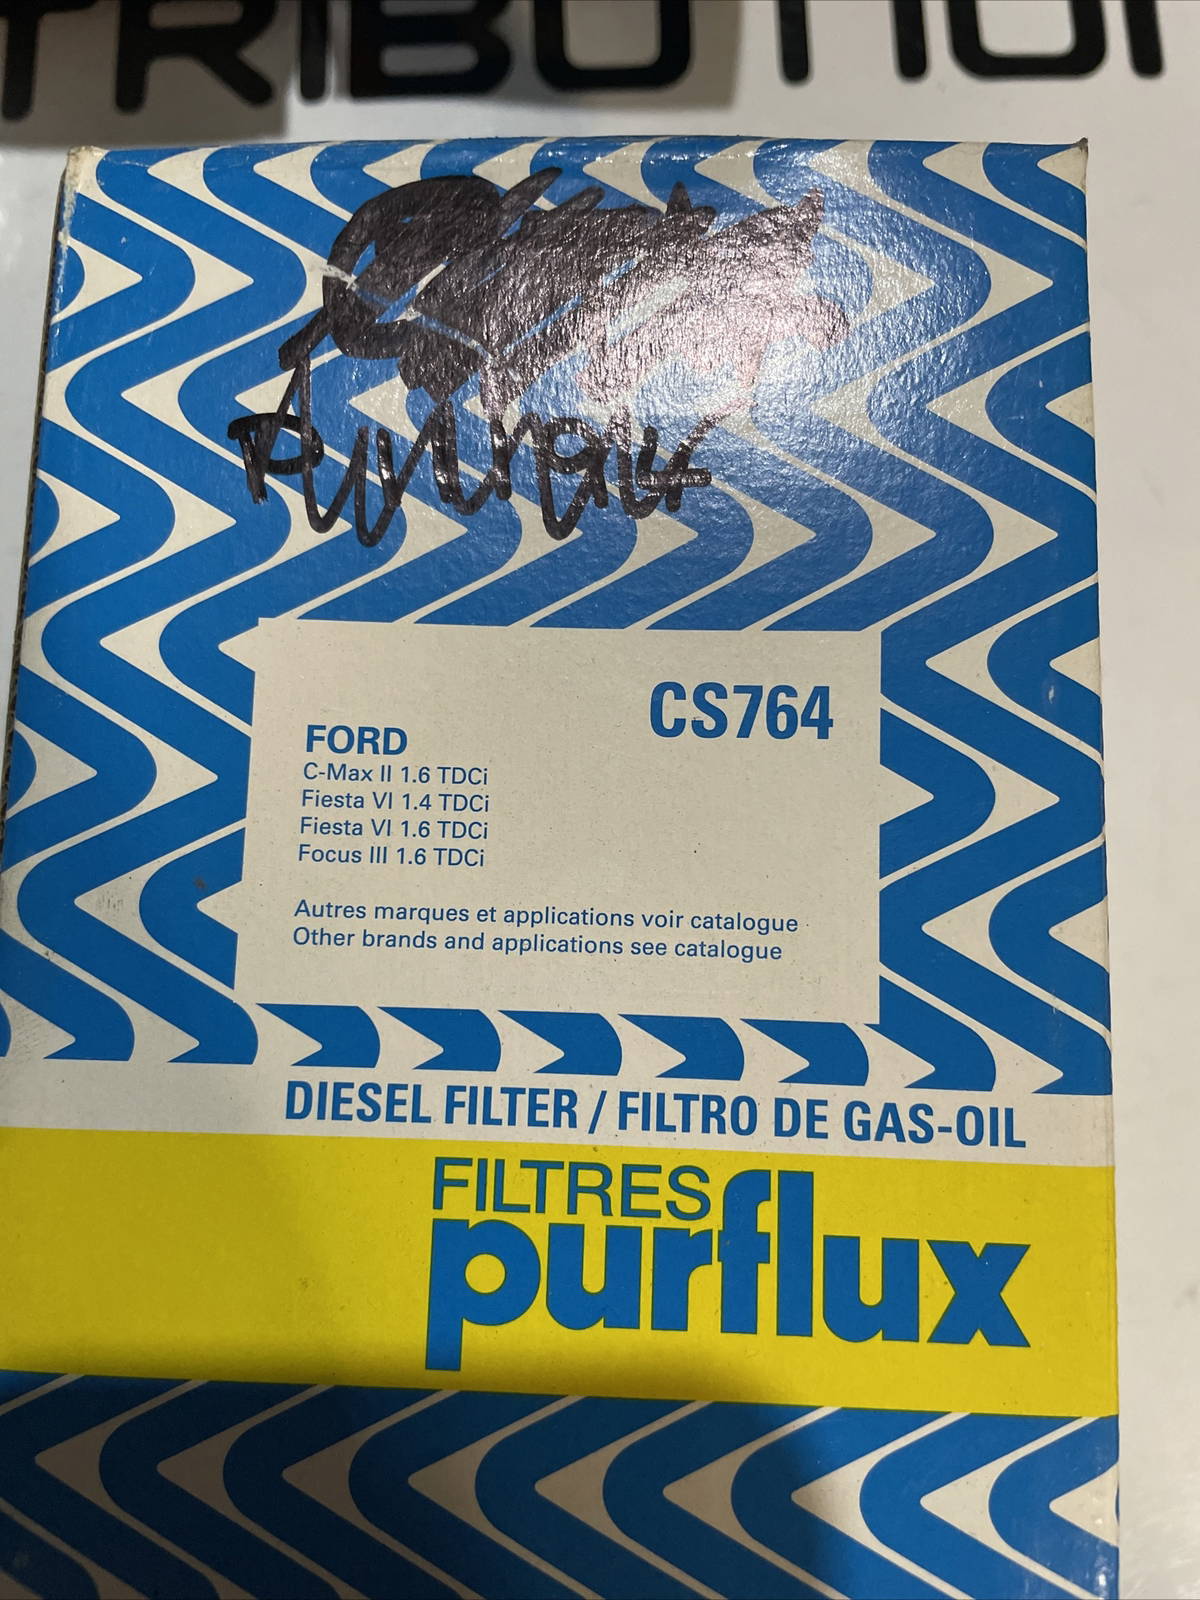 TRIBUTION
CS764
FORD
C-Max II 1.6 TDCi
Fiesta VI 1.4 TDCi
Fiesta VI 1.6 TDCi
Focus III 1.6 TDCi
Autres marques et applications voir catalogue
Other brands and applications see catalogue
DIESEL FILTER / FILTRO DE GAS-OIL
FILTRES
purflux